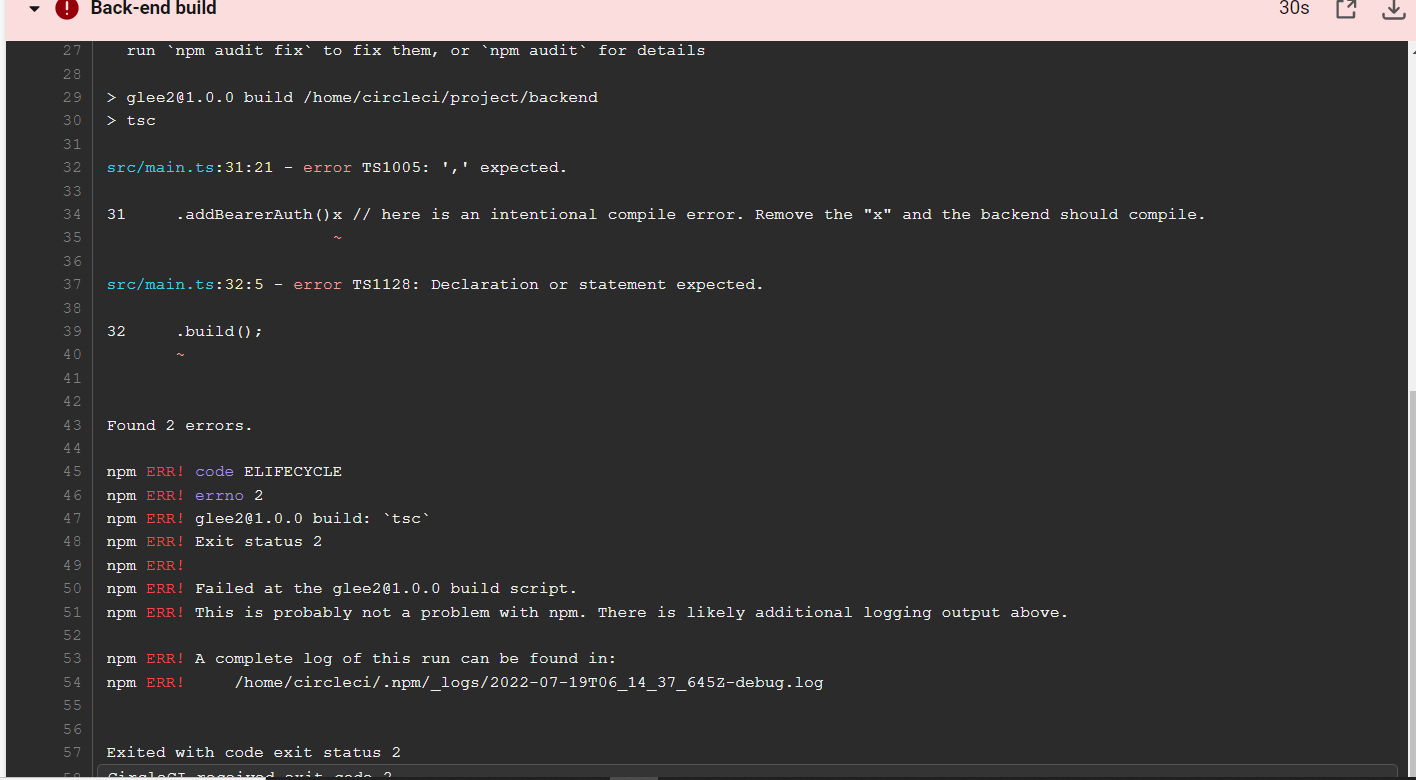 Back-end build 30s
27 run `npm audit fix` to fix them, or `npm audit` for details
28
29 > glee2@1.0.0 build /home/circleci/project/backend
30 > tsc
31
32 src/main.ts:31:21 - error TS1005: ',' expected.
33
34 31     .addBearerAuth()x // here is an intentional compile error. Remove the "x" and the backend should compile.
35                        ~
36
37 src/main.ts:32:5 - error TS1128: Declaration or statement expected.
38
39 32     .build();
40        ~
41
42
43 Found 2 errors.
44
45 npm ERR! code ELIFECYCLE
46 npm ERR! errno 2
47 npm ERR! glee2@1.0.0 build: `tsc`
48 npm ERR! Exit status 2
49 npm ERR!
50 npm ERR! Failed at the glee2@1.0.0 build script.
51 npm ERR! This is probably not a problem with npm. There is likely additional logging output above.
52
53 npm ERR! A complete log of this run can be found in:
54 npm ERR!     /home/circleci/.npm/_logs/2022-07-19T06_14_37_645Z-debug.log
55
56
57 Exited with code exit status 2
58 CircleCI received exit code 2